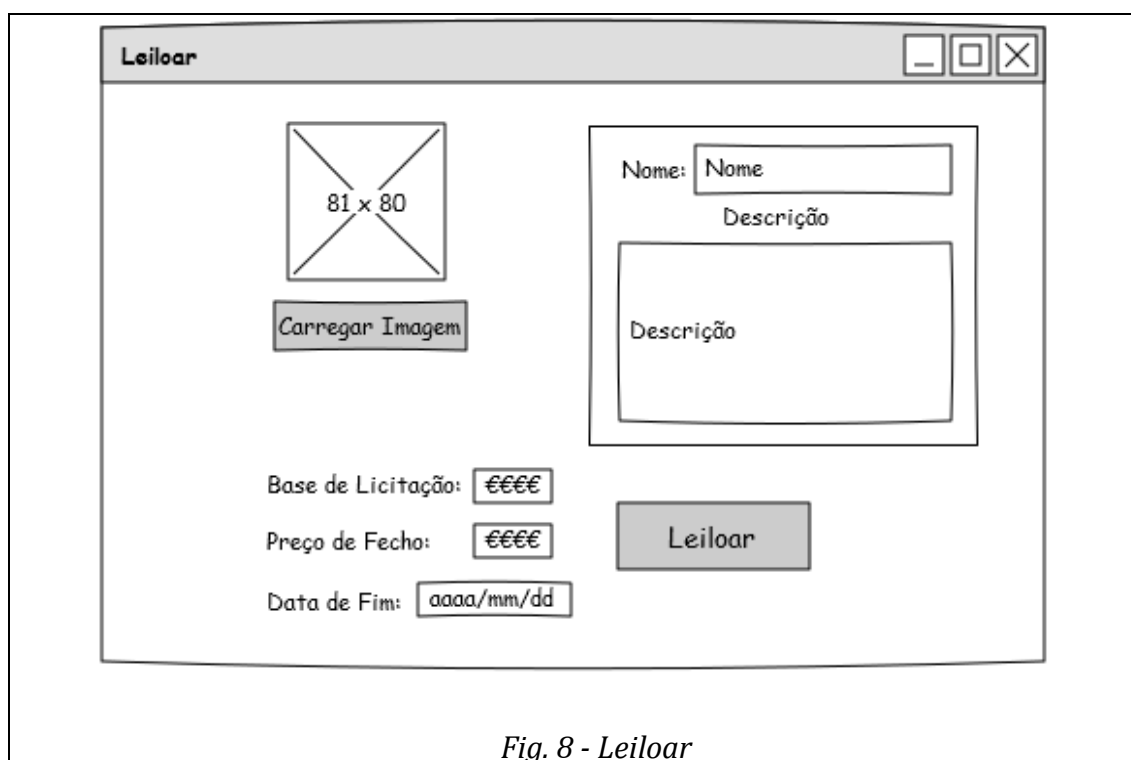 Leiloar
81 x 80
Carregar Imagem
Nome: Nome
Descrição
Descrição
Base de Licitação: €€€€
Preço de Fecho: €€€€
Data de Fim: aaaa/mm/dd
Leiloar
Fig. 8 - Leiloar